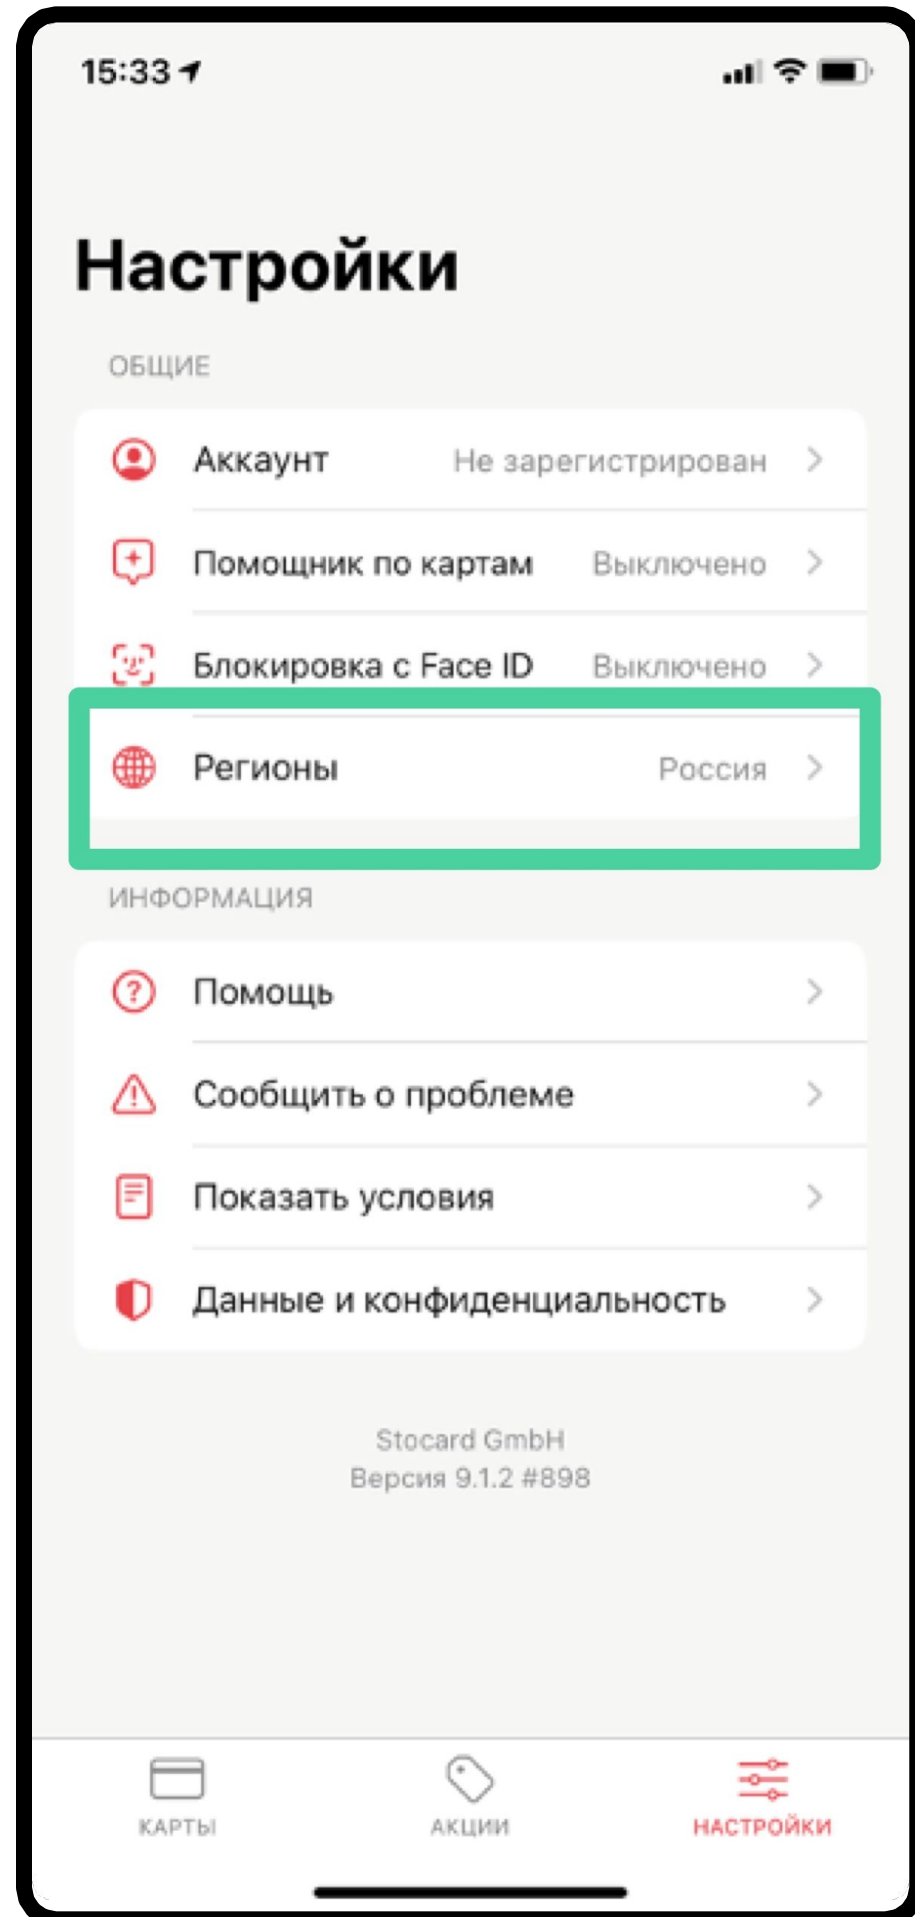 15:33
Настройки
ОБЩИЕ
Аккаунт Не зарегистрирован
Помощник по картам Выключено
Блокировка с Face ID Выключено
Регионы Россия
ИНФОРМАЦИЯ
Помощь
Сообщить о проблеме
Показать условия
Данные и конфиденциальность
Stocard GmbH
Версия 9.1.2 #898
КАРТЫ АКЦИИ НАСТРОЙКИ